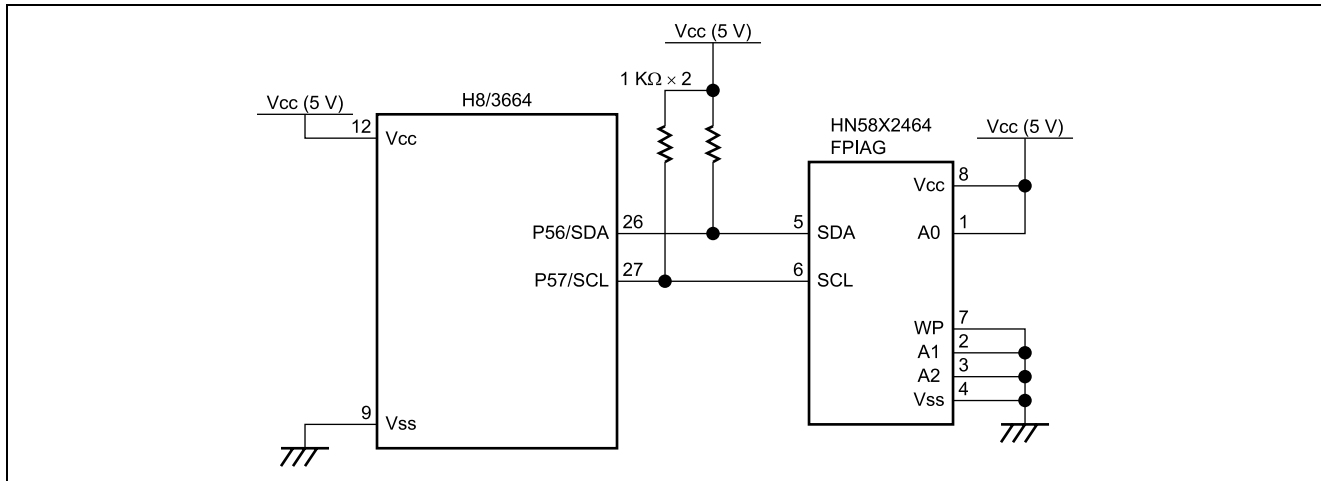 Vcc (5 V)
1 KΩ × 2
Vcc (5 V)
H8/3664
12
Vcc
HN58X2464
FPIAG
Vcc (5 V)
Vcc
8
P56/SDA
26
5
SDA
A0
1
P57/SCL
27
6
SCL
WP
7
A1
2
A2
3
Vss
4
9
Vss